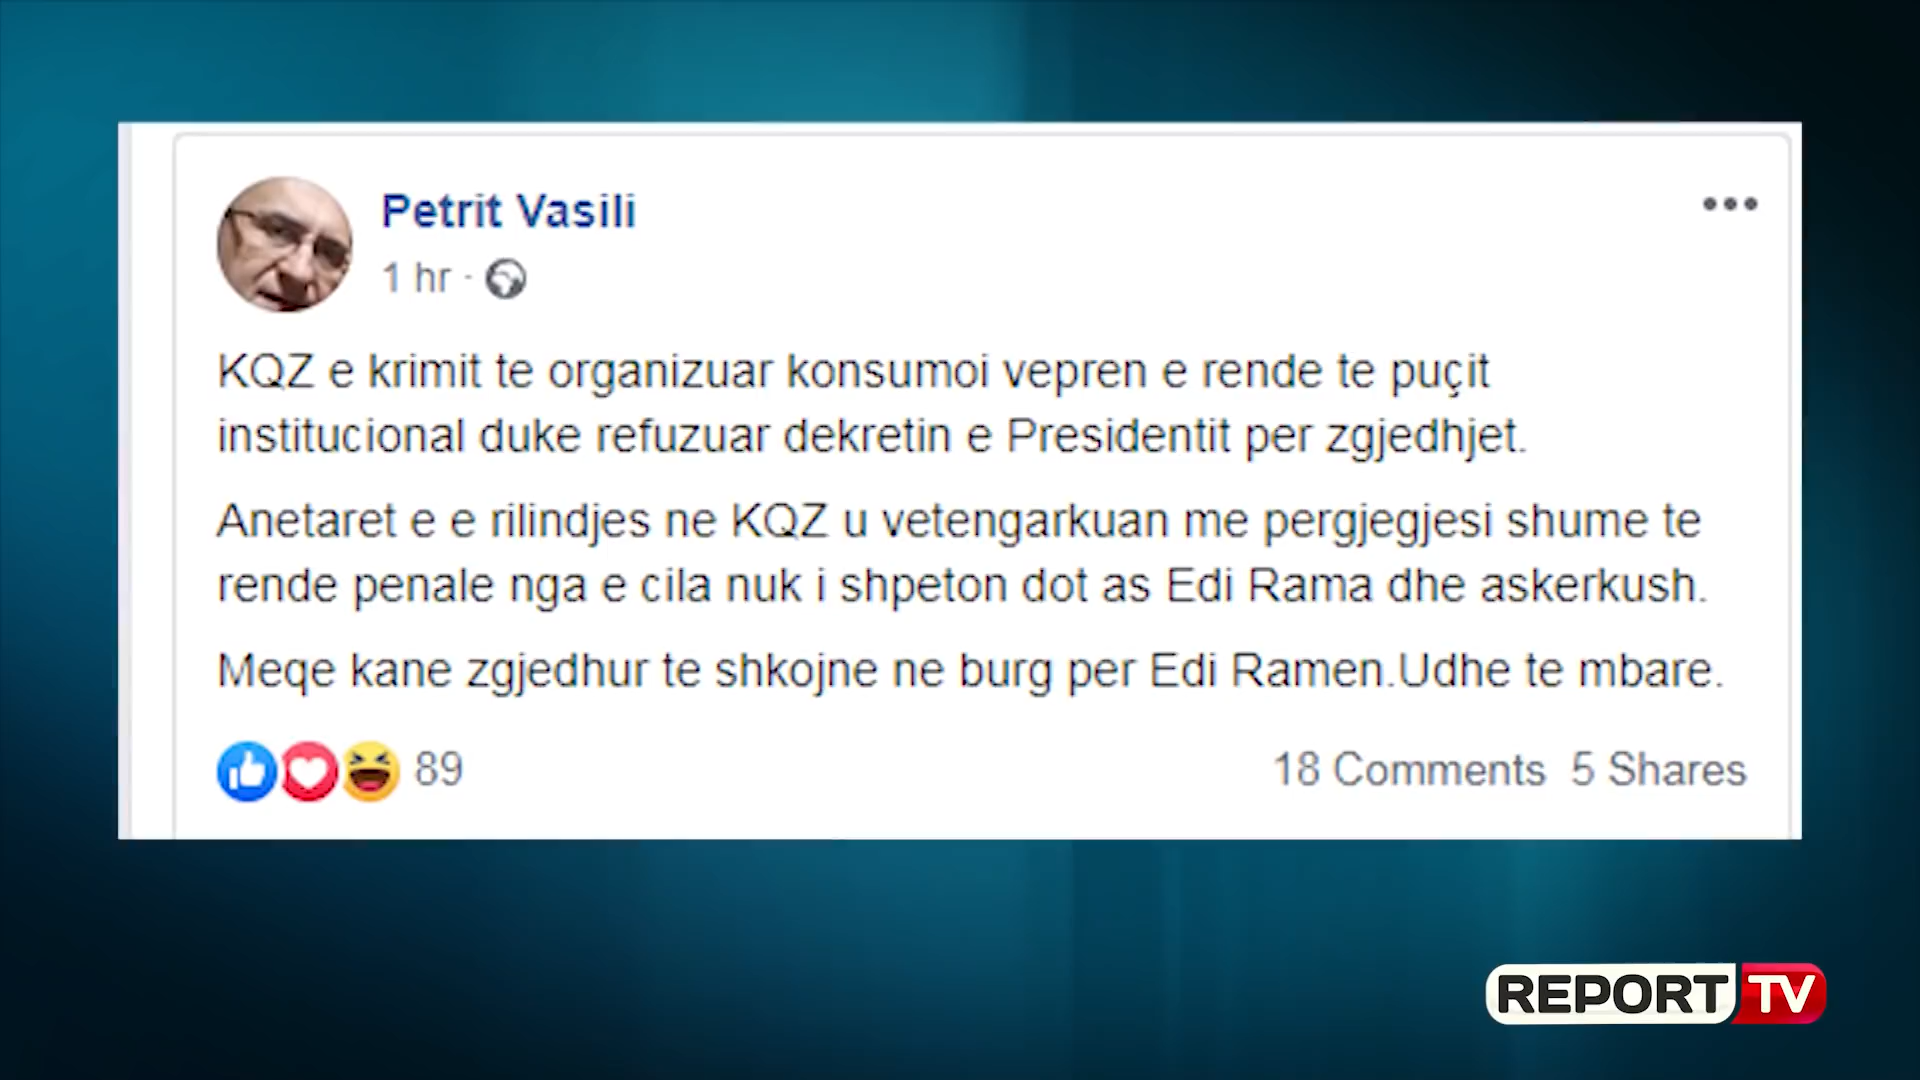 Petrit Vasili
1 hr ·
KQZ e krimit te organizuar konsumoi vepren e rende te puçit
institucional duke refuzuar dekretin e Presidentit per zgjedhjet.
Anetaret e e rilindjes ne KQZ u vetengarkuan me pergjegjesi shume te
rende penale nga e cila nuk i shpeton dot as Edi Rama dhe askerkush.
Meqe kane zgjedhur te shkojne ne burg per Edi Ramen.Udhe te mbare.
89
18 Comments 5 Shares
REPORT TV